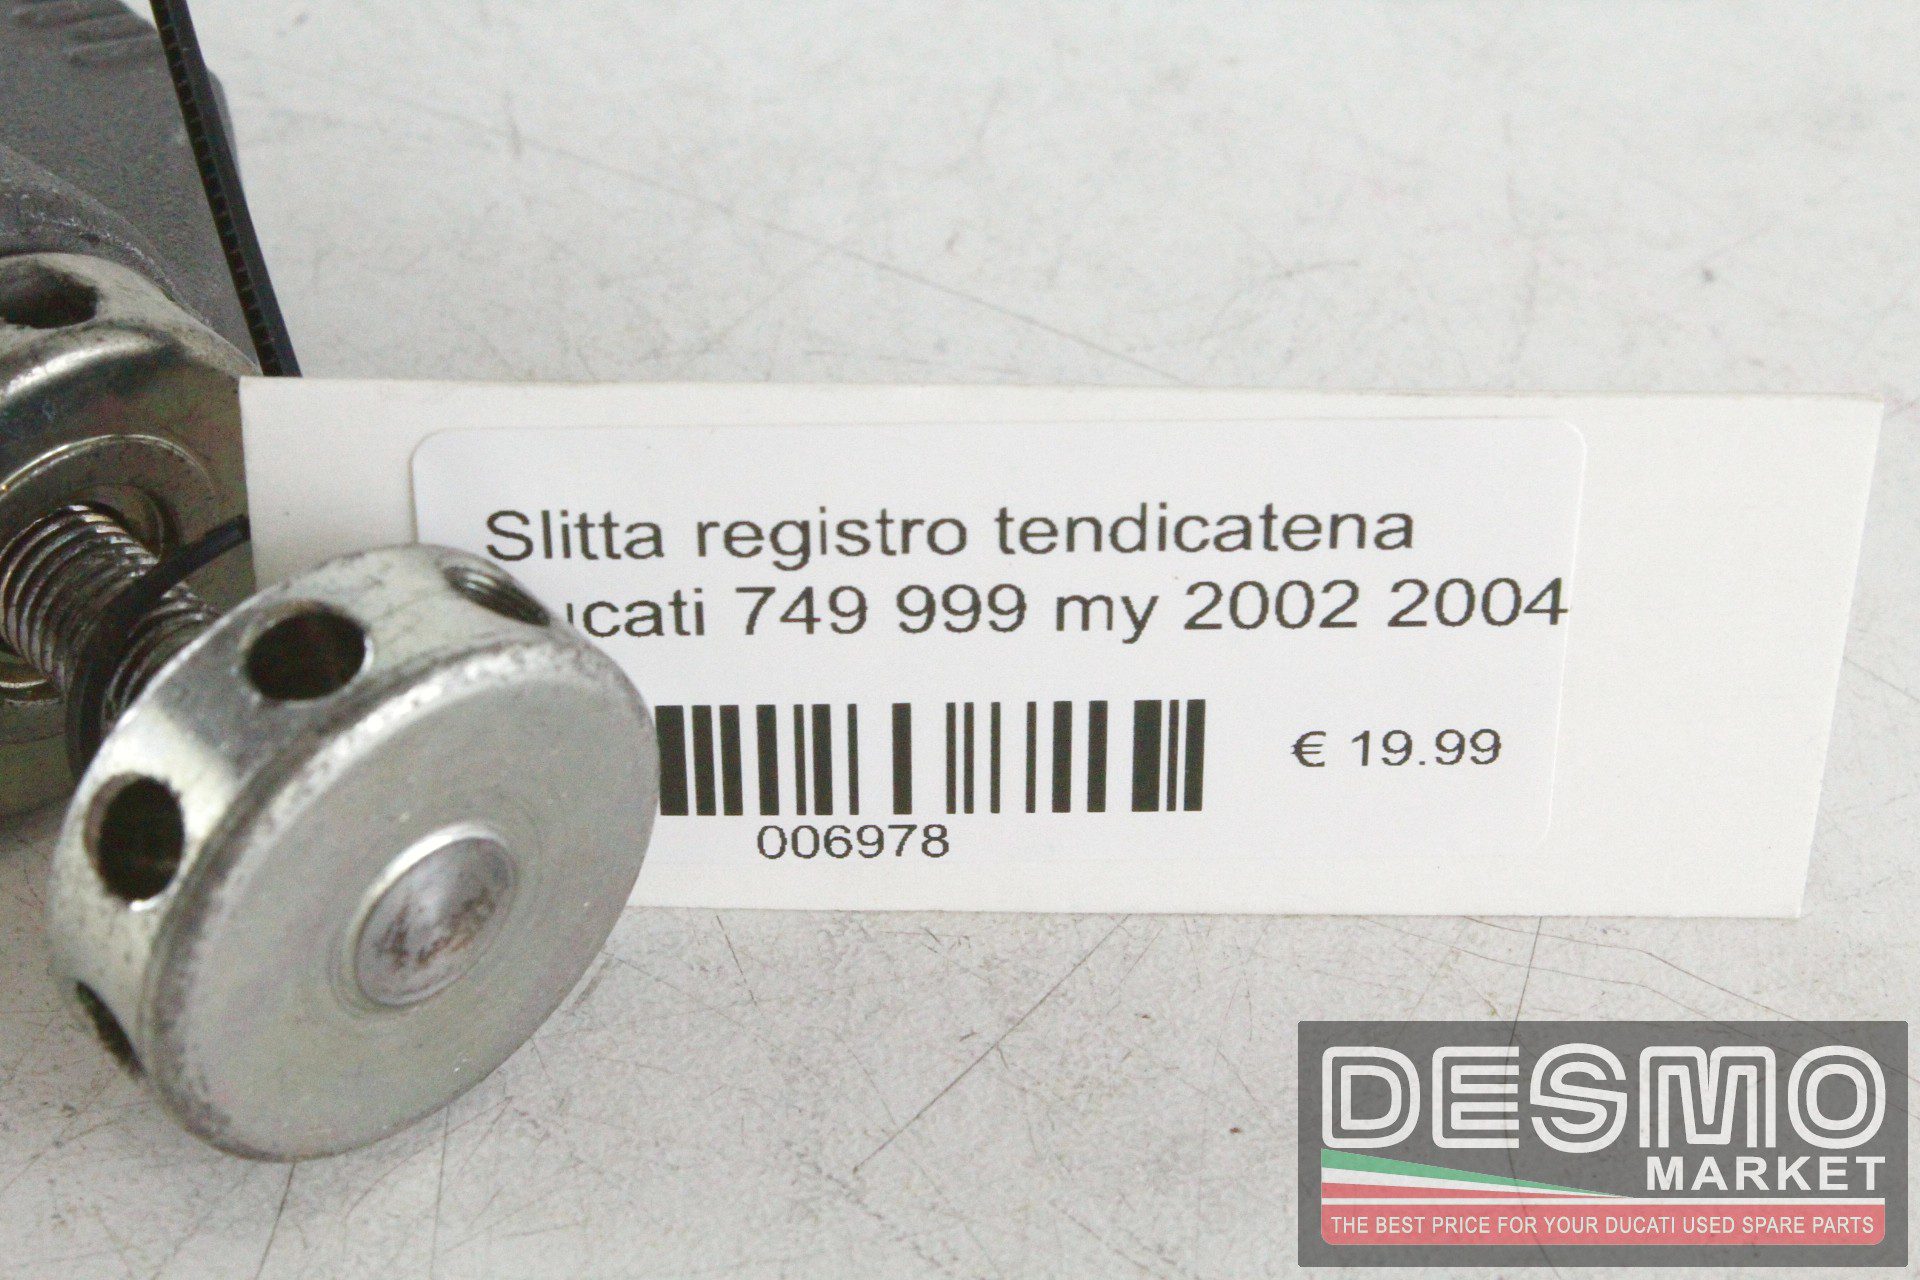 Slitta registro tendicatena
ucati 749 999 my 2002 2004
€ 19.99
006978
DESMO
MARKET
THE BEST PRICE FOR YOUR DUCATI USED SPARE PARTS